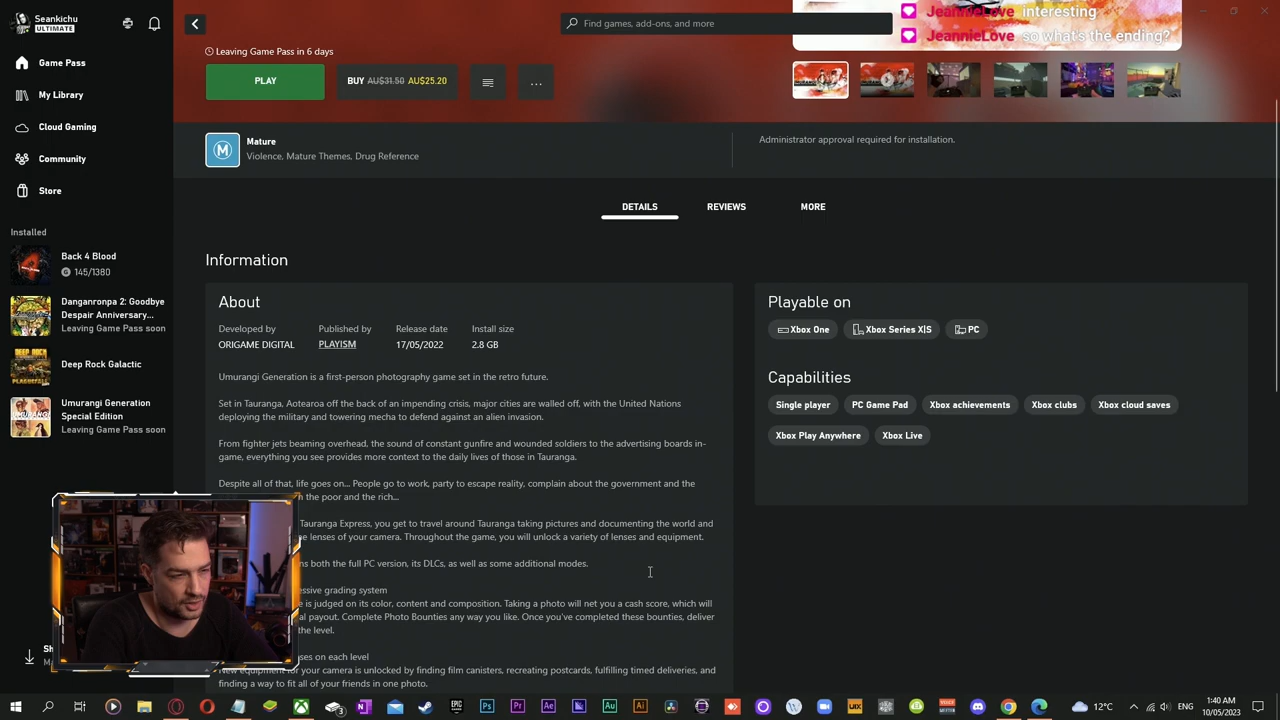 Seankichu
ULTIMATE
Find games, add-ons, and more
JeannieLove interesting
JeannieLove so whats the ending?
Leaving Game Pass in 6 days
PLAY
BUY AU$31.50 AU$25.20
...
Game Pass
My Library
Cloud Gaming
Community
Store
Installed
Back 4 Blood
G 145/1380
Danganronpa 2: Goodbye
Despair Anniversary...
Leaving Game Pass soon
Deep Rock Galactic
Umurangi Generation
Special Edition
Leaving Game Pass soon
M
Mature
Violence, Mature Themes, Drug Reference
Administrator approval required for installation.
DETAILS REVIEWS MORE
Information
About
Developed by Published by Release date Install size
ORIGAME DIGITAL PLAYISM 17/05/2022 2.8 GB
Umurangi Generation is a first-person photography game set in the retro future.
Set in Tauranga, Aotearoa off the back of an impending crisis, major cities are walled off, with the United Nations
deploying the military and towering mecha to defend against an alien invasion.
From fighter jets beaming overhead, the sound of constant gunfire and wounded soldiers to the advertising boards in-
game, everything you see provides more context to the daily lives of those in Tauranga.
Despite all of that, life goes on... People go to work, party to escape reality, complain about the government and the
the poor and the rich...
Tauranga Express, you get to travel around Tauranga taking pictures and documenting the world and
lenses of your camera. Throughout the game, you will unlock a variety of lenses and equipment.
both the full PC version, its DLCs, as well as some additional modes.
grading system
is judged on its color, content and composition. Taking a photo will net you a cash score, which will
payout. Complete Photo Bounties any way you like. Once you've completed these bounties, deliver
the level.
on each level
New equipment for your camera is unlocked by finding film canisters, recreating postcards, fulfilling timed deliveries, and
finding a way to fit all of your friends in one photo.
Playable on
Xbox One Xbox Series X|S PC
Capabilities
Single player PC Game Pad Xbox achievements Xbox clubs Xbox cloud saves
Xbox Play Anywhere Xbox Live
12°C ENG
1:40 AM
10/05/2023